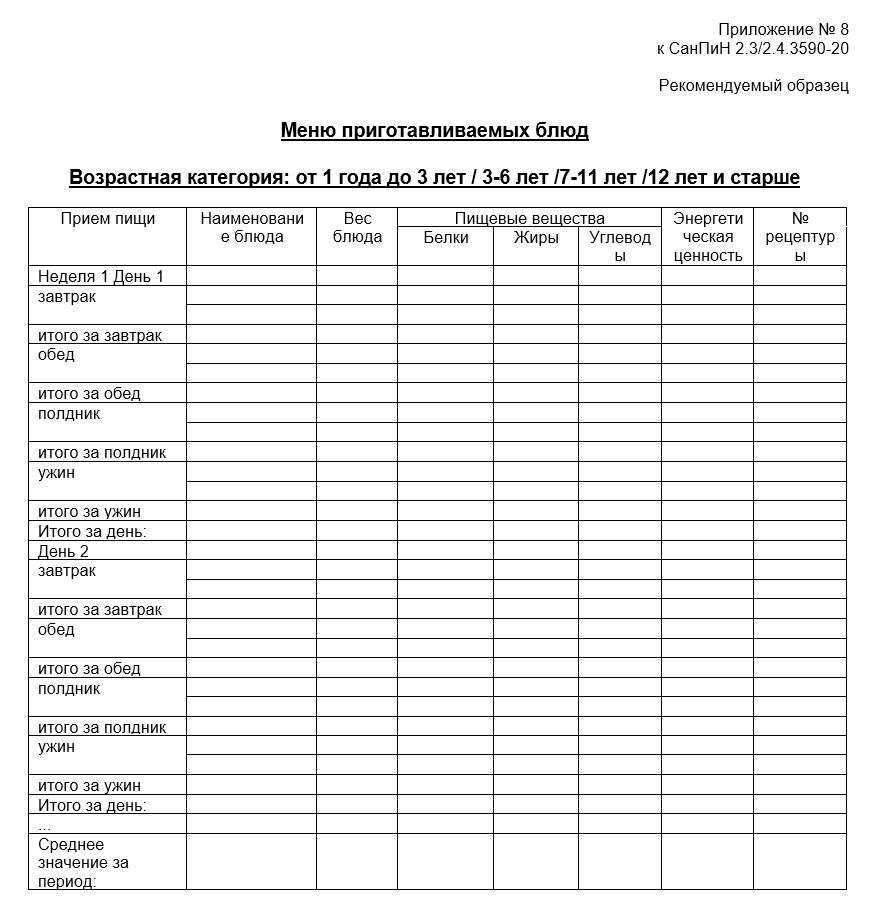 Приложение № 8
к СанПиН 2.3/2.4.3590-20
Рекомендуемый образец
Меню приготавливаемых блюд
Возрастная категория: от 1 года до 3 лет / 3-6 лет /7-11 лет /12 лет и старше
Прием пищи
Наименовани
е блюда
Вес
блюда
Пищевые вещества
Белки
Жиры
Углевод
ы
Энергети
ческая
ценность
№
рецептур
ы
Неделя 1 День 1
завтрак
итого за завтрак
обед
итого за обед
полдник
итого за полдник
ужин
итого за ужин
Итого за день:
День 2
завтрак
итого за завтрак
обед
итого за обед
полдник
итого за полдник
ужин
итого за ужин
Итого за день:
...
Среднее
значение за
период: